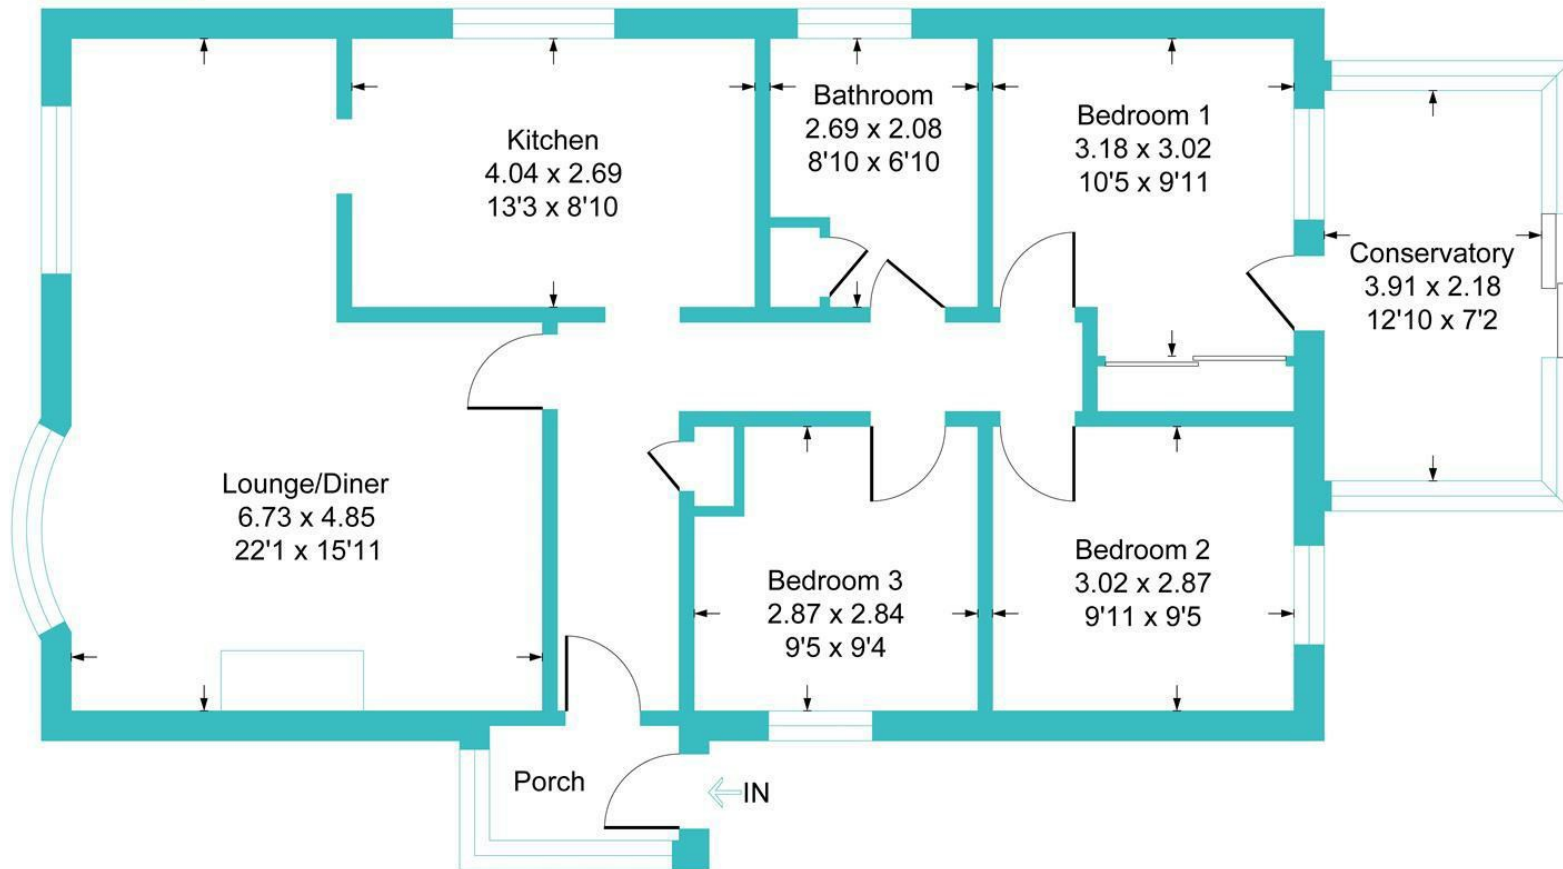 Kitchen
4.04 x 2.69
13'3 x 8'10
Bathroom
2.69 x 2.08
8'10 x 6'10
Bedroom 1
3.18 x 3.02
10'5 x 9'11
Conservatory
3.91 x 2.18
12'10 x 7'2
Lounge/Diner
6.73 x 4.85
22'1 x 15'11
Bedroom 3
2.87 x 2.84
9'5 x 9'4
Bedroom 2
3.02 x 2.87
9'11 x 9'5
Porch
IN